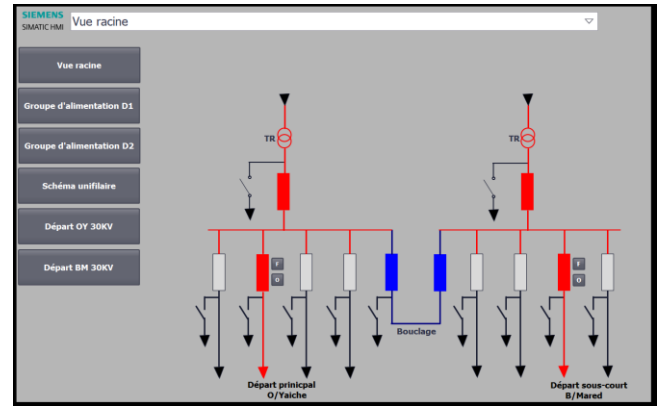 SIEMENS
SIMATIC HMI
Vue racine
Vue racine
Groupe d'alimentation D1
Groupe d'alimentation D2
Schéma unifilaire
Départ OY 30KV
Départ BM 30KV
TR
TR
F
O
F
O
Bouclage
Départ prinicpal
O/Yaiche
Départ sous-court
B/Mared